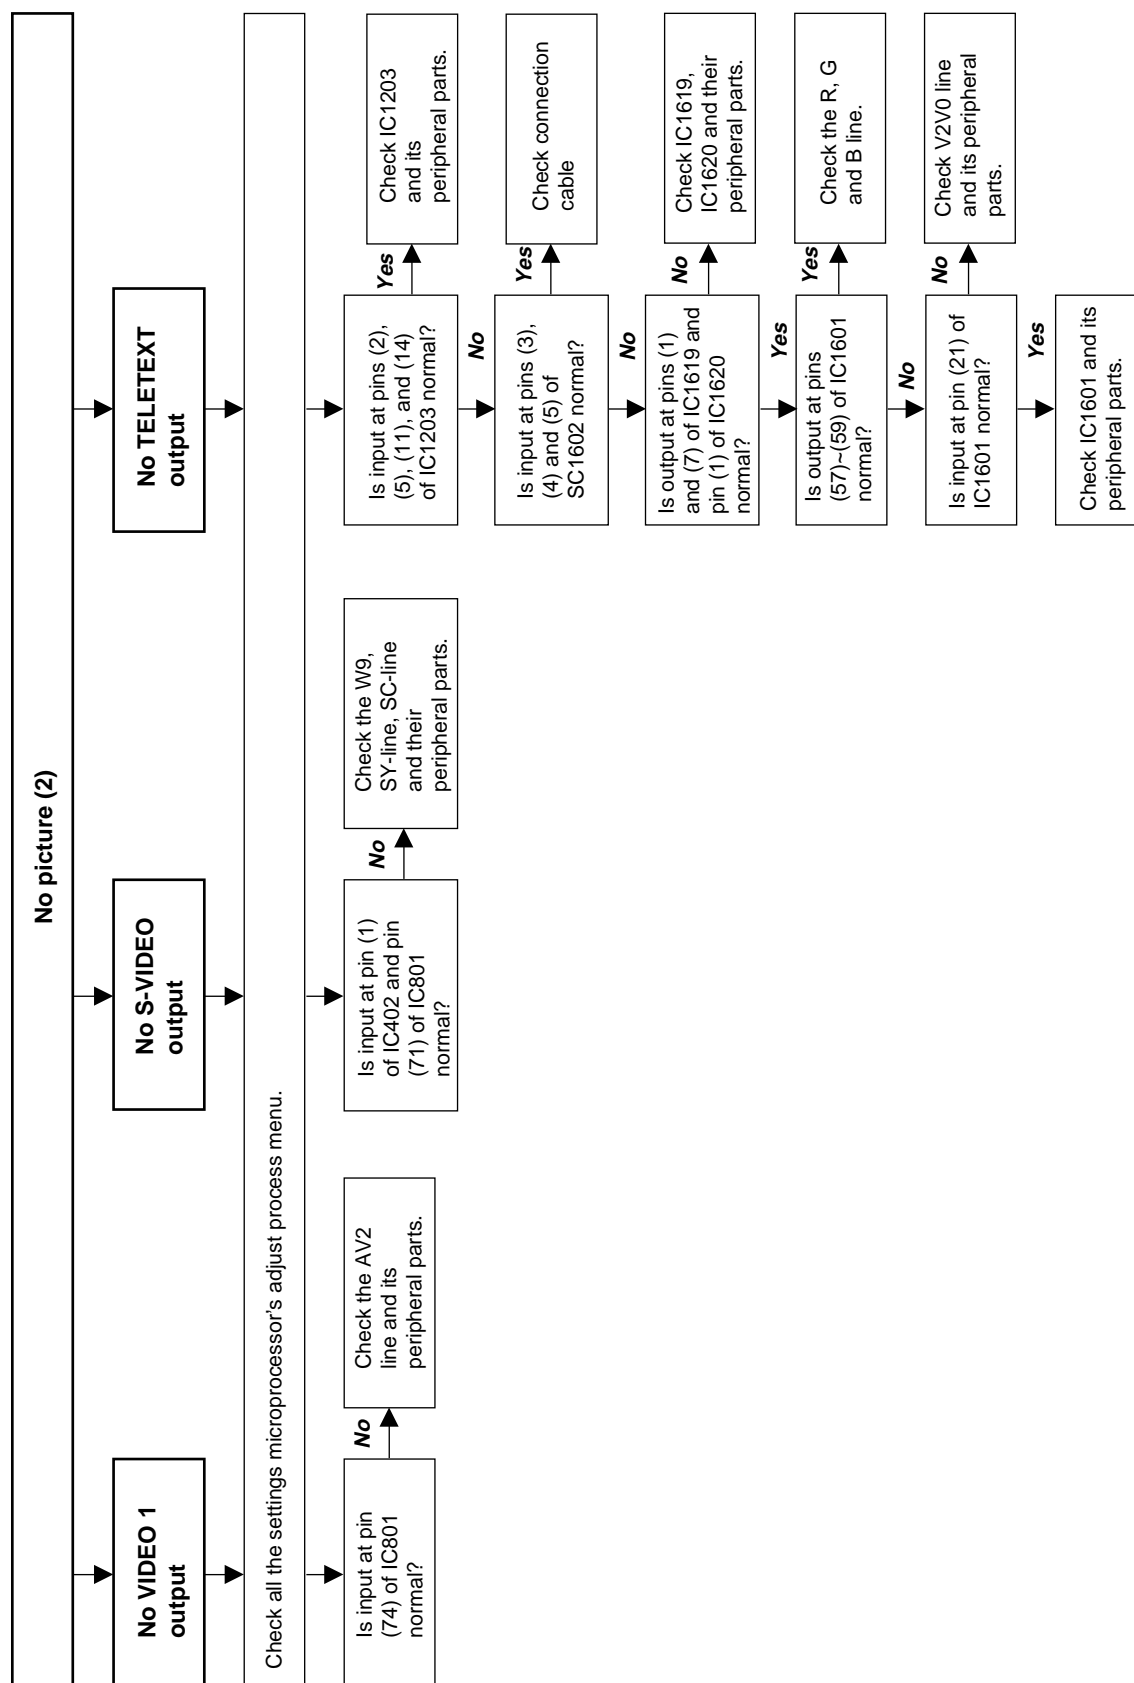 No picture (2)
No VIDEO 1
output
No S-VIDEO
output
No TELETEXT
output
Check all the settings microprocessor's adjust process menu.
Is input at pin
(74) of IC801
normal?
No
Check the AV2
line and its
peripheral parts.
Is input at pin (1)
of IC402 and pin
(71) of IC801
normal?
No
Check the W9,
SY-line, SC-line
and their
peripheral parts.
Is input at pins (2),
(5), (11), and (14)
of IC1203 normal?
Yes
Check IC1203
and its
peripheral parts.
No
Is input at pins (3),
(4) and (5) of
SC1602 normal?
Yes
Check connection
cable
No
Is output at pins (1)
and (7) of IC1619 and
pin (1) of IC1620
normal?
No
Check IC1619,
IC1620 and their
peripheral parts.
Yes
Is output at pins
(57)~(59) of IC1601
normal?
Yes
Check the R, G
and B line.
No
Is input at pin (21) of
IC1601 normal?
No
Check V2V0 line
and its peripheral
parts.
Yes
Check IC1601 and its
peripheral parts.